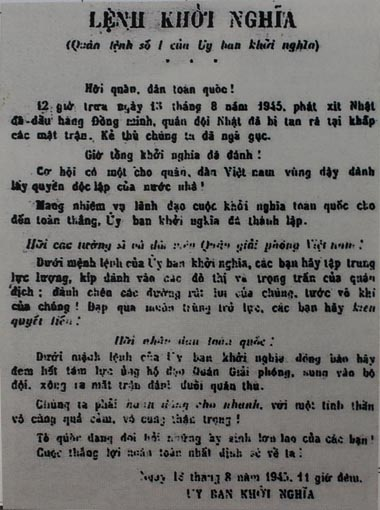 LỆNH KHỞI NGHĨA
(Quân lệnh số 1 của Ủy ban khởi nghĩa)
* * *
Hỡi quân, dân toàn quốc!
12 giờ trưa ngày 13 tháng 8 năm 1945, phát xít Nhật
đã đầu hàng Đồng minh, quân đội Nhật đã bị tan rã tại khắp
các mặt trận. Kẻ thù chúng ta đã ngã gục.
Giờ tổng khởi nghĩa đã đánh!
Cơ hội có một cho quân, dân Việt nam vùng dậy đánh
lấy quyền độc lập của nước nhà!
Mang nhiệm vụ lãnh đạo cuộc khởi nghĩa toàn quốc cho
đến toàn thắng, Ủy ban khởi nghĩa đã thành lập.
Hỡi các tướng sĩ và đội viên Quân giải phóng Việt nam!
Dưới mệnh lệnh của Uỷ ban khởi nghĩa, các bạn hãy tập trung
lực lượng, kíp đánh vào các đô thị và trọng trấn của quân
địch; đánh chẹn các đường rút lui của chúng, tước võ khí
của chúng! Đạp qua muôn trùng trở lực, các bạn hãy kiên
quyết tiến!
Hỡi nhân dân toàn quốc!
Dưới mệnh lệnh của Uỷ ban khởi nghĩa đồng bào hãy
đem hết tâm lực ủng hộ đạo Quân Giải phóng, sung vào bộ
đội, xông ra mặt trận đánh đuổi quân thù.
Chúng ta phải hành động cho nhanh, với một tinh thần
vô cùng quả cảm, vô cùng thận trọng!
Tổ quốc đang đòi hỏi những hy sinh lớn lao của các bạn!
Cuộc thắng lợi hoàn toàn nhất định sẽ về ta!
Ngày 13 tháng 8 năm 1945. 11 giờ đêm.
ỦY BAN KHỞI NGHĨA